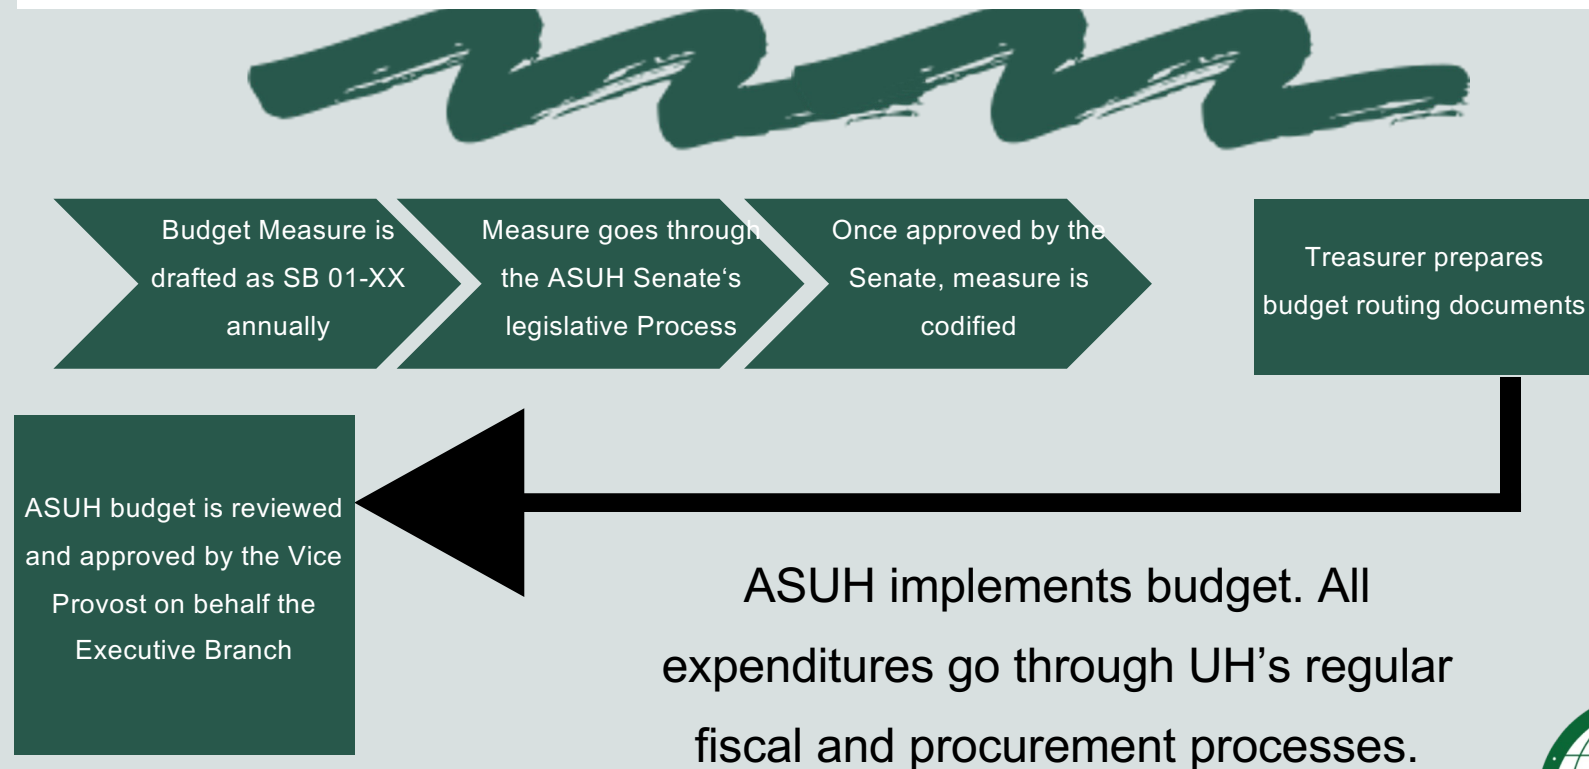 Budget Measure is
drafted as SB 01-XX
annually
Measure goes through
the ASUH Senate‘s
legislative Process
Once approved by the
Senate, measure is
codified
Treasurer prepares
budget routing documents
ASUH budget is reviewed
and approved by the Vice
Provost on behalf the
Executive Branch
ASUH implements budget. All
expenditures go through UH’s regular
fiscal and procurement processes.